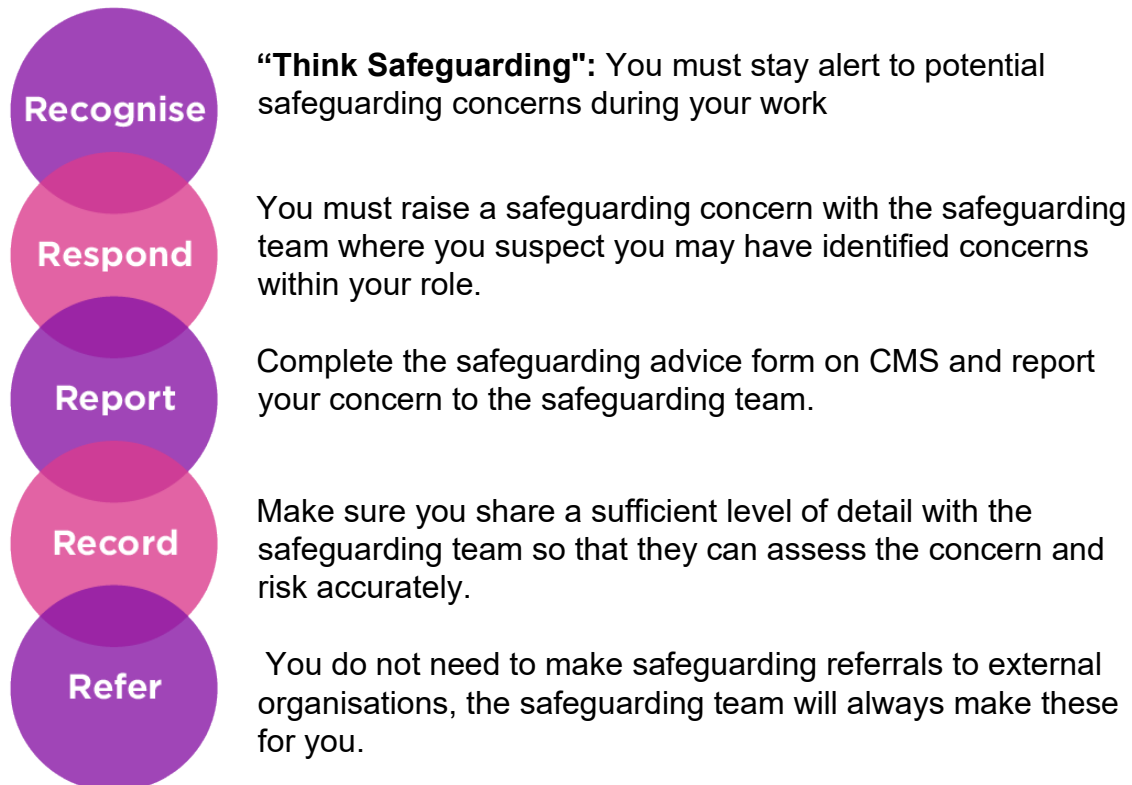 Recognise
“Think Safeguarding": You must stay alert to potential
safeguarding concerns during your work
Respond
You must raise a safeguarding concern with the safeguarding
team where you suspect you may have identified concerns
within your role.
Report
Complete the safeguarding advice form on CMS and report
your concern to the safeguarding team.
Record
Make sure you share a sufficient level of detail with the
safeguarding team so that they can assess the concern and
risk accurately.
Refer
You do not need to make safeguarding referrals to external
organisations, the safeguarding team will always make these
for you.